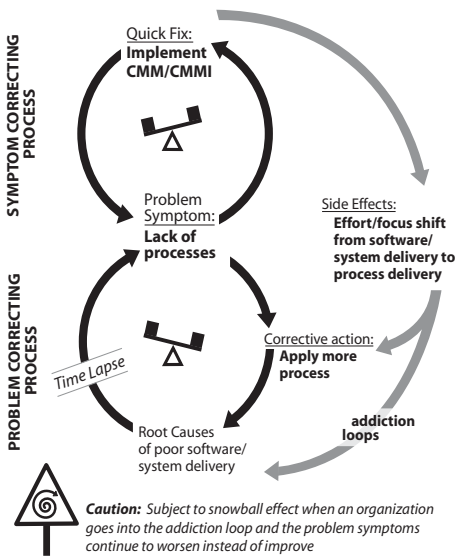 SYMPTOM CORRECTING
PROCESS
Quick Fix:
Implement
CMM/CMMI
Problem
Symptom:
Lack of
processes
Side Effects:
Effort/focus shift
from software/
system delivery to
process delivery
PROBLEM CORRECTING
PROCESS
Time Lapse
Corrective action:
Apply more
process
Root Causes
of poor software/
system delivery
addiction
loops
Caution: Subject to snowball effect when an organization
goes into the addiction loop and the problem symptoms
continue to worsen instead of improve